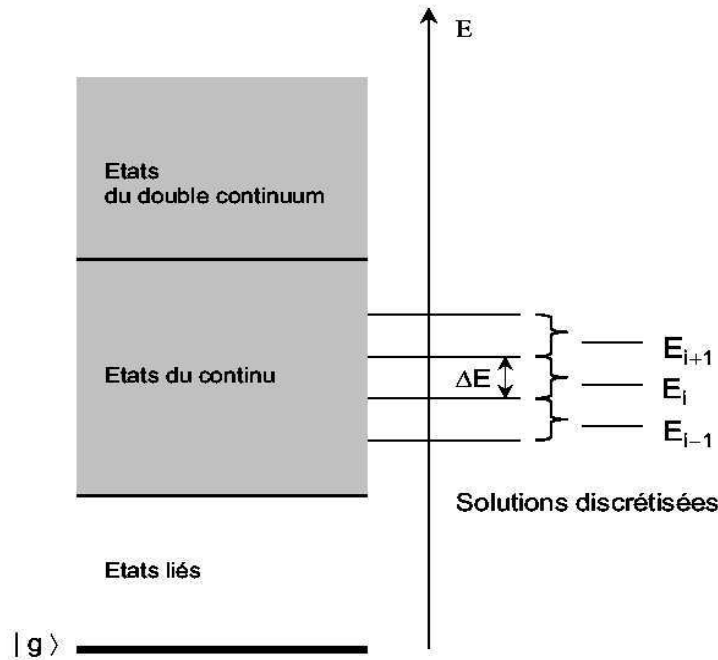 E
Etats
du double continuum
Etats du continu
ΔE
E_{i+1}
E_i
E_{i−1}
Solutions discrétisées
Etats liés
| g ⟩